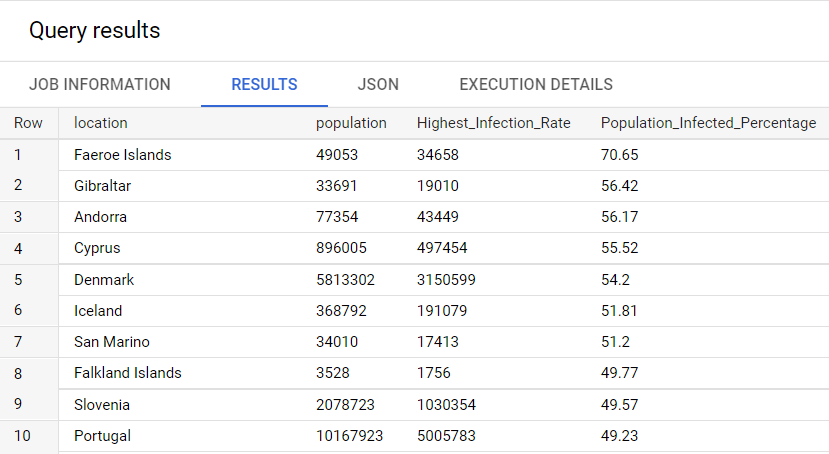 Query results
JOB INFORMATION RESULTS JSON EXECUTION DETAILS
Row location population Highest_Infection_Rate Population_Infected_Percentage
1 Faeroe Islands 49053 34658 70.65
2 Gibraltar 33691 19010 56.42
3 Andorra 77354 43449 56.17
4 Cyprus 896005 497454 55.52
5 Denmark 5813302 3150599 54.2
6 Iceland 368792 191079 51.81
7 San Marino 34010 17413 51.2
8 Falkland Islands 3528 1756 49.77
9 Slovenia 2078723 1030354 49.57
10 Portugal 10167923 5005783 49.23